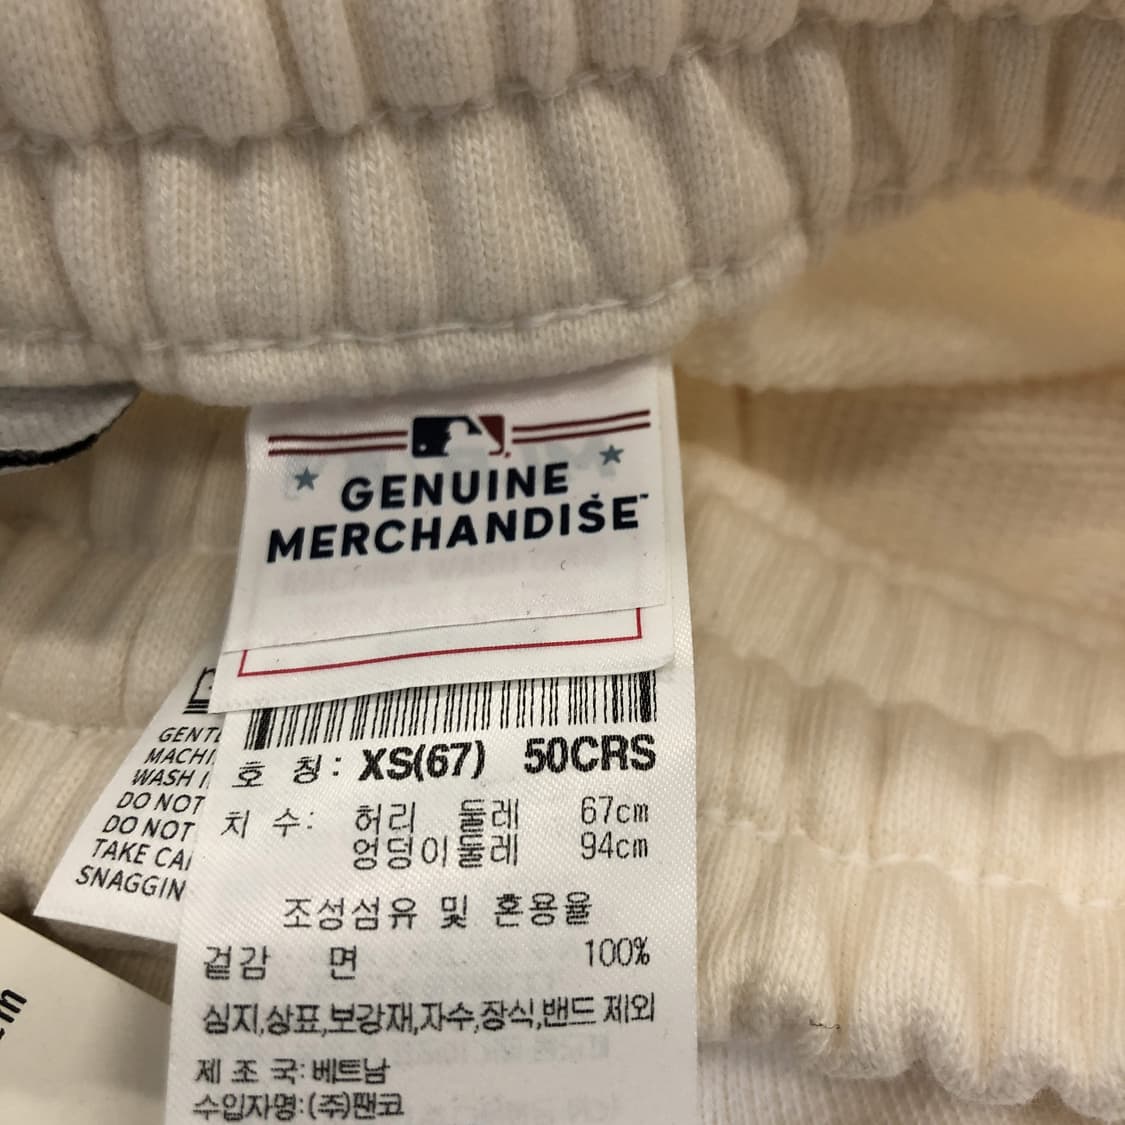 GENUINE
MERCHANDISE
호 칭: XS(67) 50CRS
치 수: 허리 둘레 67cm
엉덩이둘레 94cm
조성섬유 및 혼용율
겉감 면 100%
심지,상표,보강재,자수,장식,밴드 제외
제 조 국:베트남
수입자명:(주)팬코
MACHI
WASH I
DO NOT
DO NOT
TAKE CA
SNAGGIN